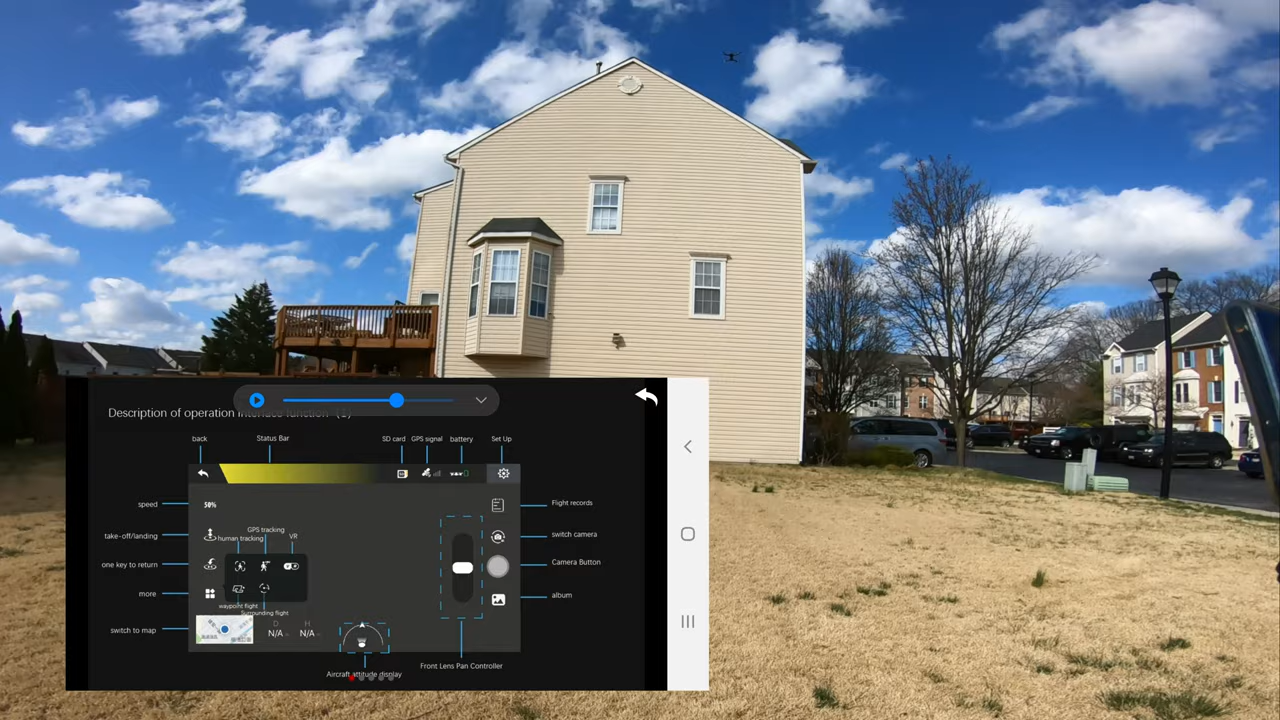 Description of operation interface function (1)
back
Status Bar
SD card
GPS signal
battery
Set Up
speed
50%
Flight records
take-off/landing
GPS tracking
human tracking
VR
switch camera
one key to return
Camera Button
more
album
waypoint flight
Surrounding flight
switch to map
D
H
N/A
N/A
Front Lens Pan Controller
Aircraft attitude display